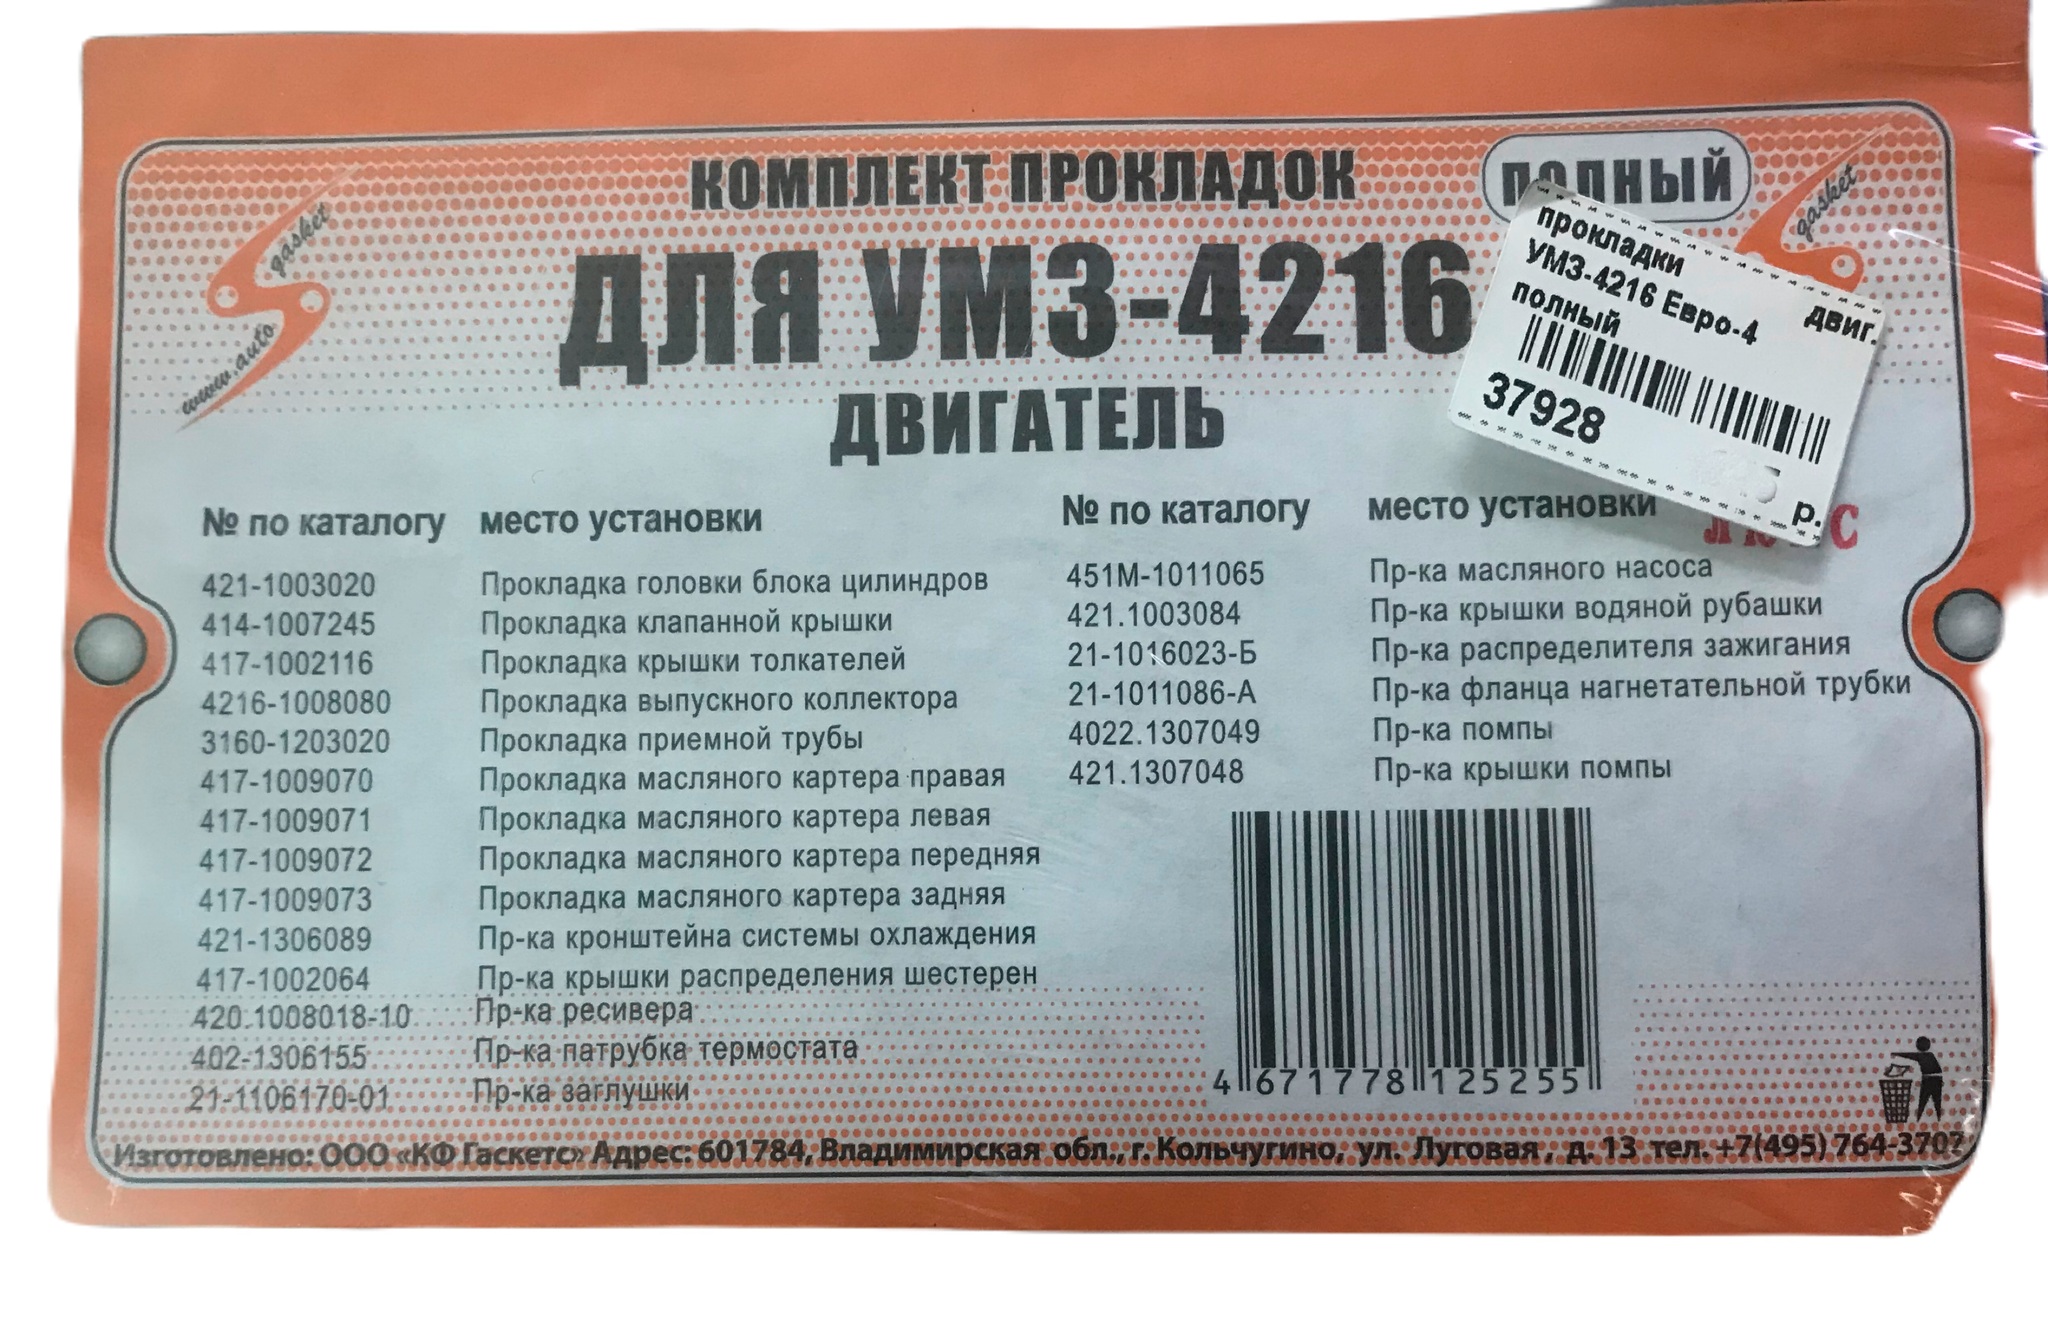 КОМПЛЕКТ ПРОКЛАДОК
ПОЛНЫЙ
ДЛЯ УМЗ-4216
ДВИГАТЕЛЬ
gasket
www.auto
gasket
прокладки двиг.
УМЗ-4216 Евро-4
полный
37928
р.
№ по каталогу место установки
421-1003020 Прокладка головки блока цилиндров
414-1007245 Прокладка клапанной крышки
417-1002116 Прокладка крышки толкателей
4216-1008080 Прокладка выпускного коллектора
3160-1203020 Прокладка приемной трубы
417-1009070 Прокладка масляного картера правая
417-1009071 Прокладка масляного картера левая
417-1009072 Прокладка масляного картера передняя
417-1009073 Прокладка масляного картера задняя
421-1306089 Пр-ка кронштейна системы охлаждения
417-1002064 Пр-ка крышки распределения шестерен
420.1008018-10 Пр-ка ресивера
402-1306155 Пр-ка патрубка термостата
21-1106170-01 Пр-ка заглушки
№ по каталогу место установки
451М-1011065 Пр-ка масляного насоса
421.1003084 Пр-ка крышки водяной рубашки
21-1016023-Б Пр-ка распределителя зажигания
21-1011086-А Пр-ка фланца нагнетательной трубки
4022.1307049 Пр-ка помпы
421.1307048 Пр-ка крышки помпы
4 671778 125255
Изготовлено: ООО «КФ Гаскетс» Адрес: 601784, Владимирская обл., г. Кольчугино, ул. Луговая, д. 13 тел. +7(495) 764-3707